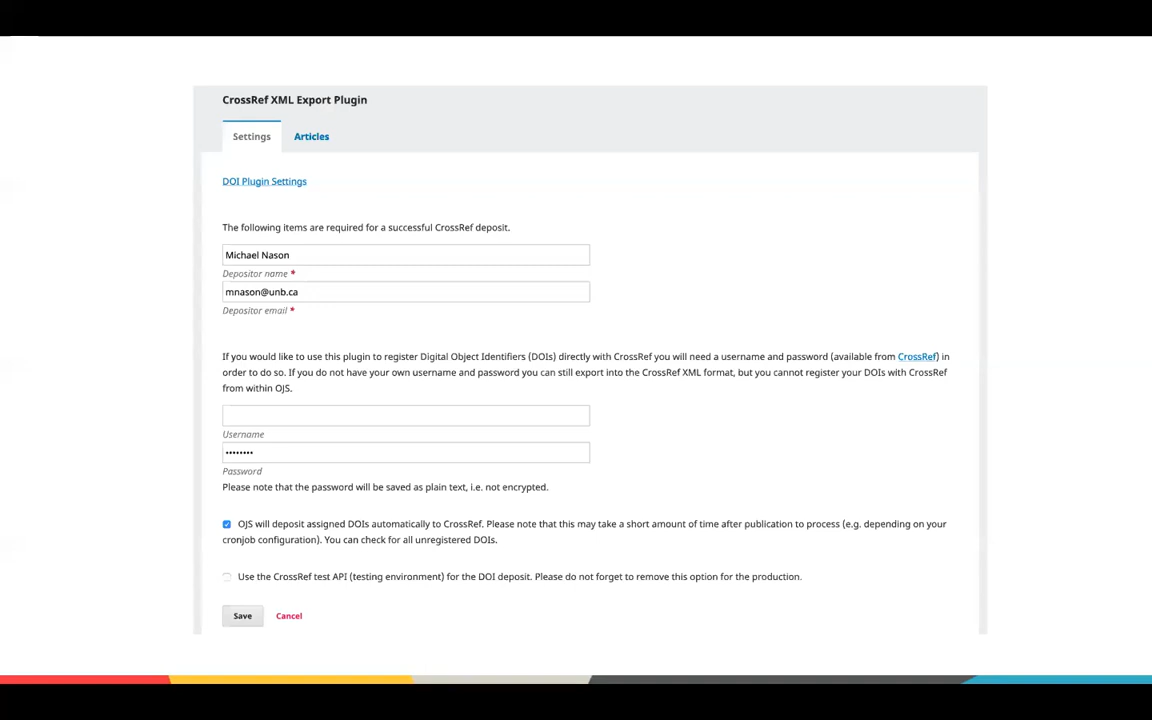 CrossRef XML Export Plugin
Settings Articles
DOI Plugin Settings
The following items are required for a successful CrossRef deposit.
Michael Nason
Depositor name *
mnason@unb.ca
Depositor email *
If you would like to use this plugin to register Digital Object Identifiers (DOIs) directly with CrossRef you will need a username and password (available from CrossRef) in
order to do so. If you do not have your own username and password you can still export into the CrossRef XML format, but you cannot register your DOIs with CrossRef
from within OJS.
Username
••••••••
Password
Please note that the password will be saved as plain text, i.e. not encrypted.
OJS will deposit assigned DOIs automatically to CrossRef. Please note that this may take a short amount of time after publication to process (e.g. depending on your
cronjob configuration). You can check for all unregistered DOIs.
Use the CrossRef test API (testing environment) for the DOI deposit. Please do not forget to remove this option for the production.
Save Cancel